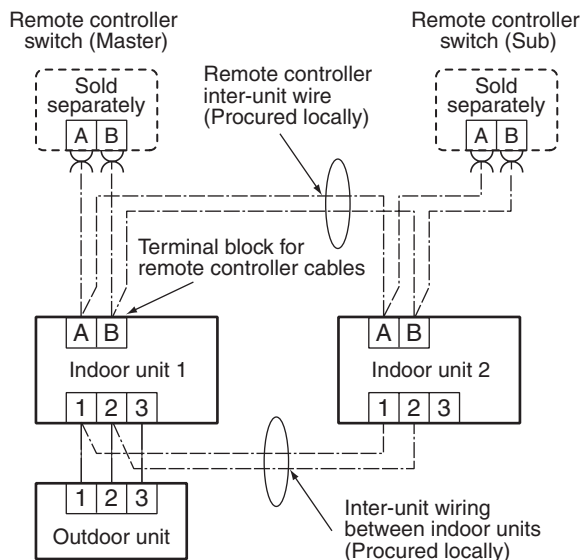 Remote controller
switch (Master)
Remote controller
switch (Sub)
Sold
separately
A B
Remote controller
inter-unit wire
(Procured locally)
Sold
separately
A B
Terminal block for
remote controller cables
A B
Indoor unit 1
1 2 3
A B
Indoor unit 2
1 2 3
1 2 3
Outdoor unit
Inter-unit wiring
between indoor units
(Procured locally)